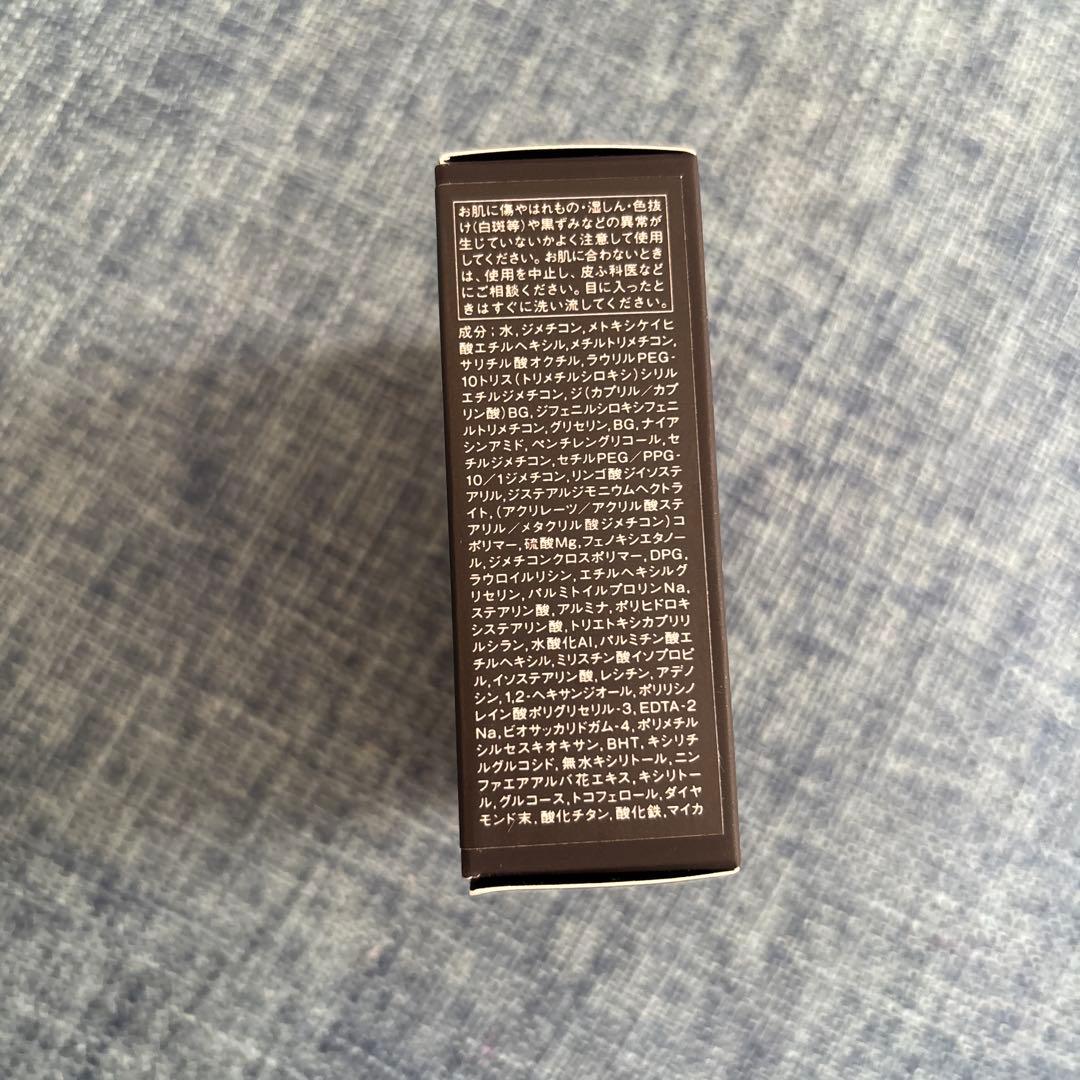 お肌に傷やはれもの・湿しん・色抜
け(白斑等)や黒ずみなどの異常が
生じていないかよく注意して使用
してください。お肌に合わないとき
は、使用を中止し、皮ふ科医などに
にご相談ください。目に入ったと
きはすぐに洗い流してください。
成分;水,ジメチコン,メトキシケイヒ
酸エチルヘキシル,メチルトリメチコン,
サリチル酸オクチル,ラウリルPEG-
10トリス(トリメチルシロキシ)シリル
エチルジメチコン,ジ(カプリル/カプ
リン酸)BG,ジフェニルシロキシフェニ
ルトリメチコン,グリセリン,BG,ナイア
シンアミド,ペンチレングリコール,セ
チルジメチコン,セチルPEG/PPG-
10/1ジメチコン,リンゴ酸ジイソステ
アリル,ジステアルジモニウムヘクトラ
イト,(アクリレーツ/アクリル酸ステ
アリル/メタクリル酸ジメチコン)コ
ポリマー,硫酸Mg,フェノキシエタノー
ル,ジメチコンクロスポリマー,DPG,
ラウロイルリシン,エチルヘキシルグ
リセリン,パルミトイルプロリンNa,
ステアリン酸,アルミナ,ポリヒドロキ
システアリン酸,トリエトキシカプリリ
ルシラン,水酸化Al,パルミチン酸エ
チルヘキシル,ミリスチン酸イソプロピ
ル,イソステアリン酸,レシチン,アデノ
シン,1,2-ヘキサンジオール,ポリリシノ
レイン酸ポリグリセリル-3,EDTA-2
Na,ビオサッカリドガム-4,ポリメチル
シルセスキオキサン,BHT,キシリチ
ルグルコシド,無水キシリトール,ニン
ファエアアルバ花エキス,キシリトー
ル,グルコース,トコフェロール,ダイヤ
モンド末,酸化チタン,酸化鉄,マイカ